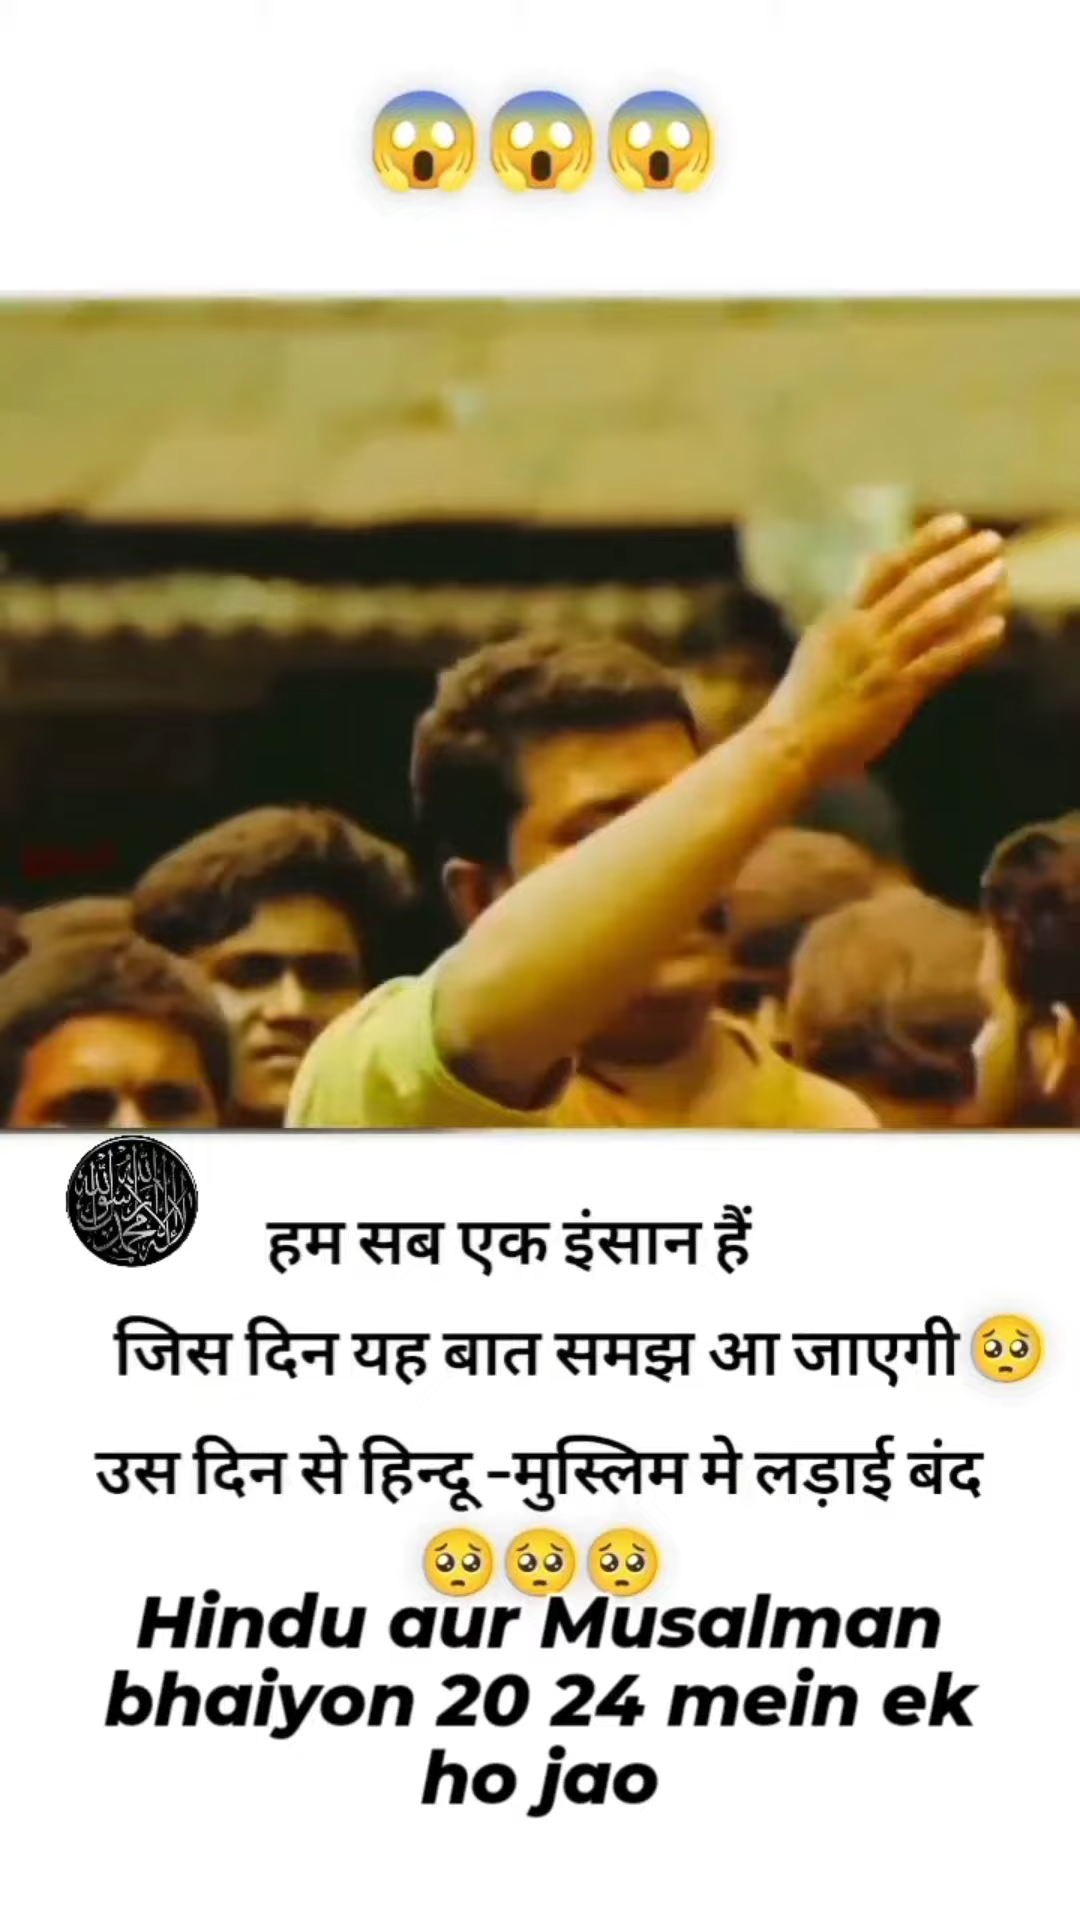 हम सब एक इंसान हैं
जिस दिन यह बात समझ आ जाएगी
उस दिन से हिन्दू -मुस्लिम मे लड़ाई बंद
Hindu aur Musalman
bhaiyon 20 24 mein ek
ho jao